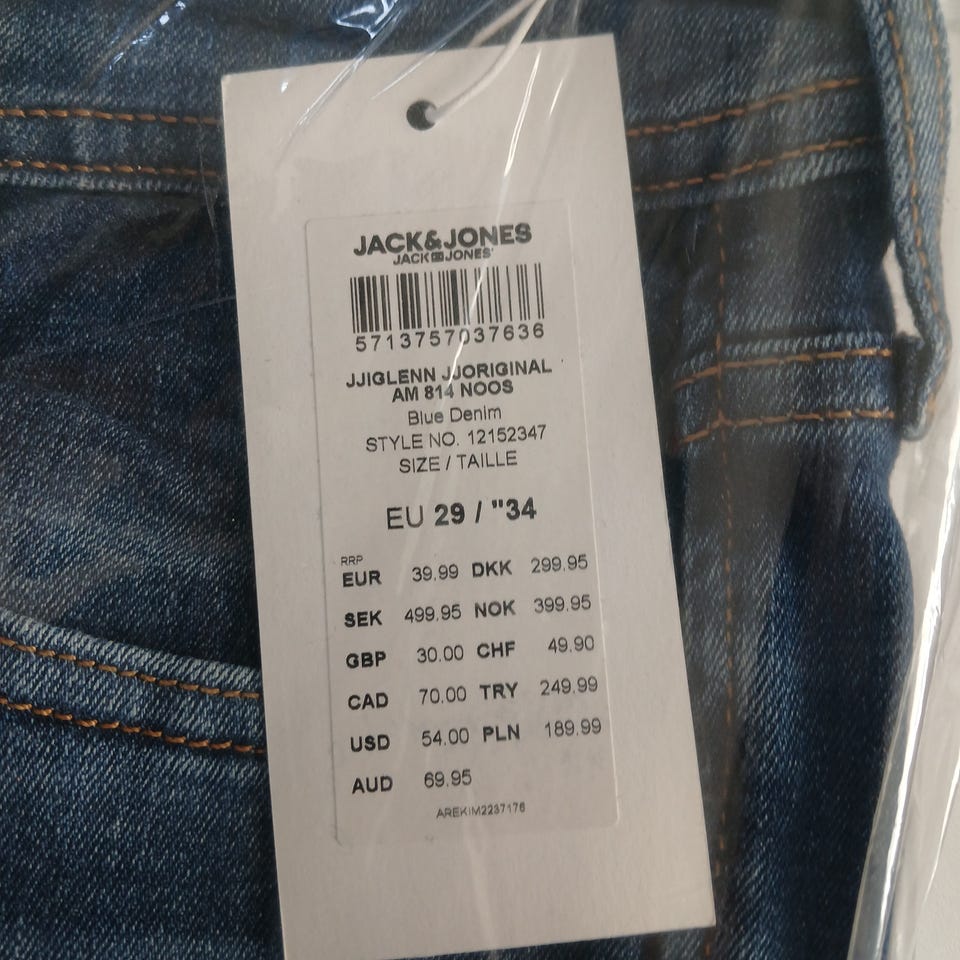 JACK&JONES
JACK & JONES
5713757037636
JJIGLENN JJORIGINAL
AM 814 NOOS
Blue Denim
STYLE NO. 12152347
SIZE / TAILLE
EU 29 / "34
RRP
EUR 39.99 DKK 299.95
SEK 499.95 NOK 399.95
GBP 30.00 CHF 49.90
CAD 70.00 TRY 249.99
USD 54.00 PLN 189.99
AUD 69.95
AREKIM2237176